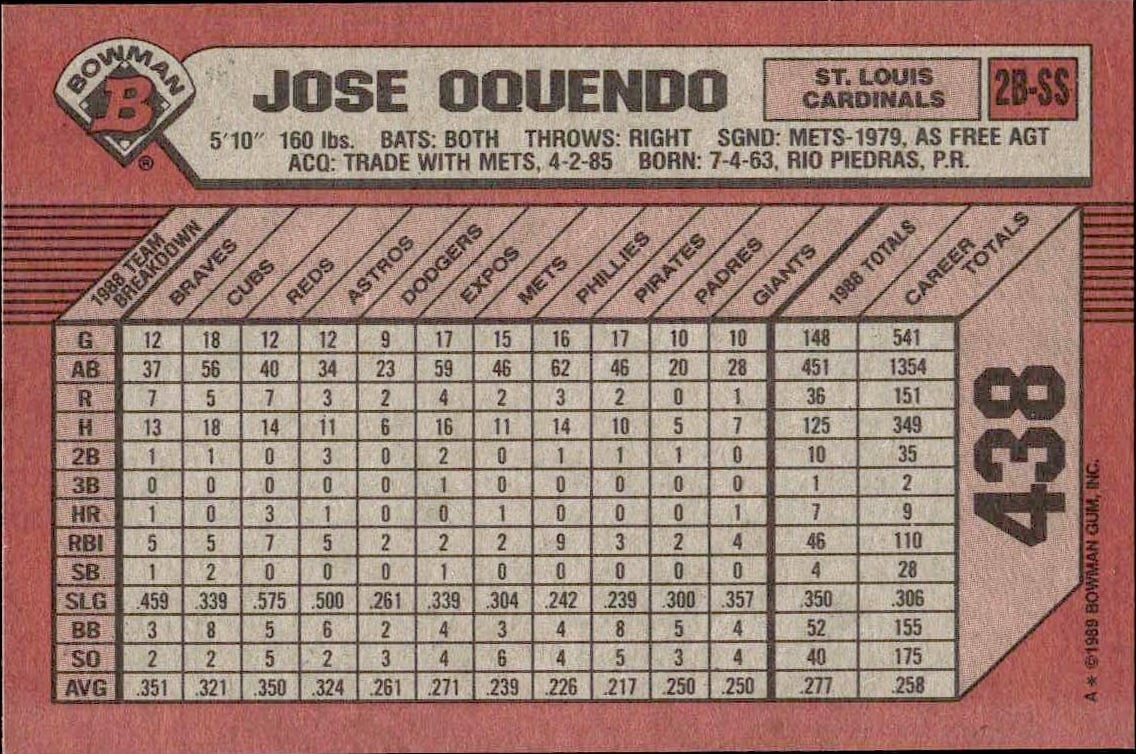 BOWMAN
B
®
JOSE OQUENDO
ST. LOUIS
CARDINALS
2B-SS
5'10" 160 lbs. BATS: BOTH THROWS: RIGHT SGND: METS-1979, AS FREE AGT
ACQ: TRADE WITH METS, 4-2-85 BORN: 7-4-63, RIO PIEDRAS, P.R.
1988 TEAM
BREAKDOWN
BRAVES
CUBS
REDS
ASTROS
DODGERS
EXPOS
METS
PHILLIES
PIRATES
PADRES
GIANTS
1988 TOTALS
CAREER
TOTALS
G 12 18 12 12 9 17 15 16 17 10 10 148 541
AB 37 56 40 34 23 59 46 62 46 20 28 451 1354
R 7 5 7 3 2 4 2 3 2 0 1 36 151
H 13 18 14 11 6 16 11 14 10 5 7 125 349
2B 1 1 0 3 0 2 0 1 1 1 0 10 35
3B 0 0 0 0 0 1 0 0 0 0 0 1 2
HR 1 0 3 1 0 0 1 0 0 0 1 7 9
RBI 5 5 7 5 2 2 2 9 3 2 4 46 110
SB 1 2 0 0 0 1 0 0 0 0 0 4 28
SLG .459 .339 .575 .500 .261 .339 .304 .242 .239 .300 .357 .350 .306
BB 3 8 5 6 2 4 3 4 8 5 4 52 155
SO 2 2 5 2 3 4 6 4 5 3 4 40 175
AVG .351 .321 .350 .324 .261 .271 .239 .226 .217 .250 .250 .277 .258
438
A * ©1989 BOWMAN GUM, INC.